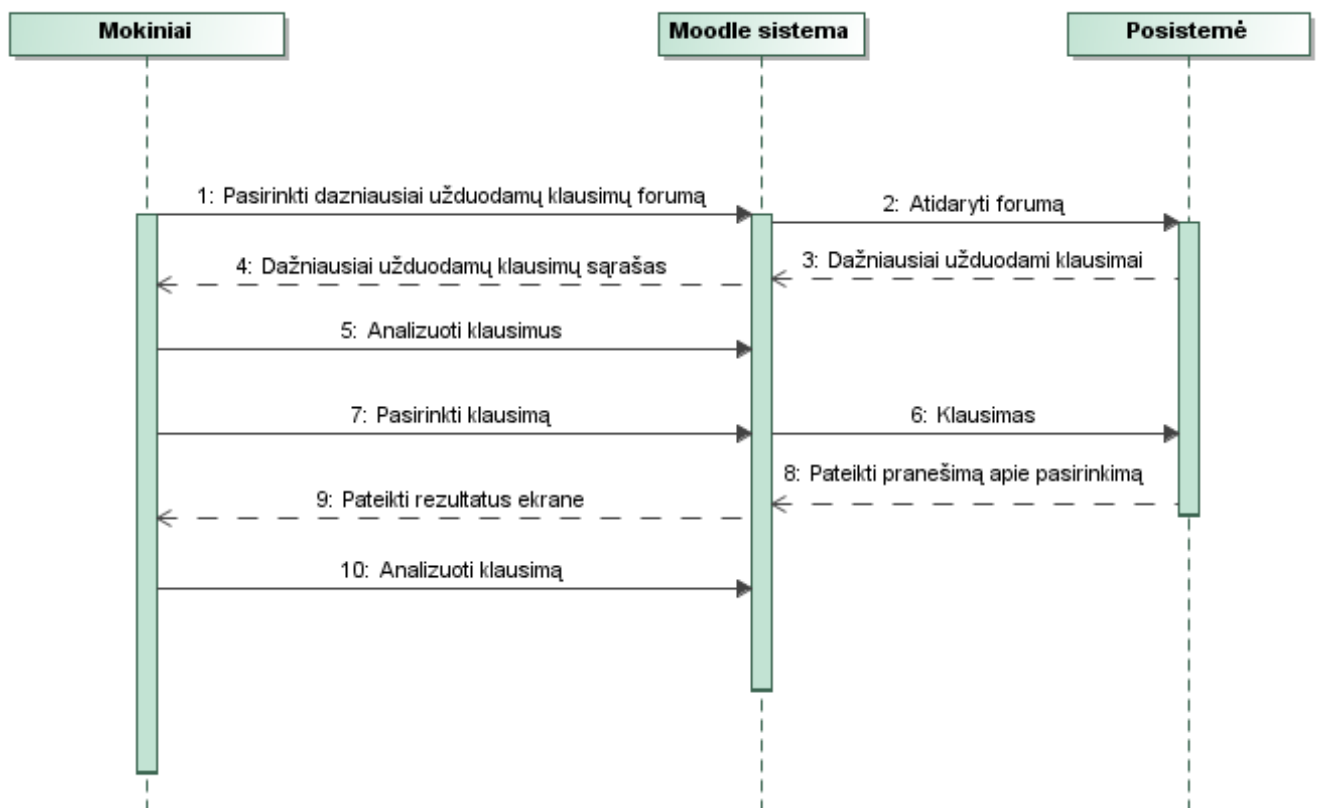 Mokiniai
Moodle sistema
Posistemė
1: Pasirinkti dazniausiai užduodamų klausimų forumą
2: Atidaryti forumą
3: Dažniausiai užduodami klausimai
4: Dažniausiai užduodamų klausimų sąrašas
5: Analizuoti klausimus
7: Pasirinkti klausimą
6: Klausimas
8: Pateikti pranešimą apie pasirinkimą
9: Pateikti rezultatus ekrane
10: Analizuoti klausimą